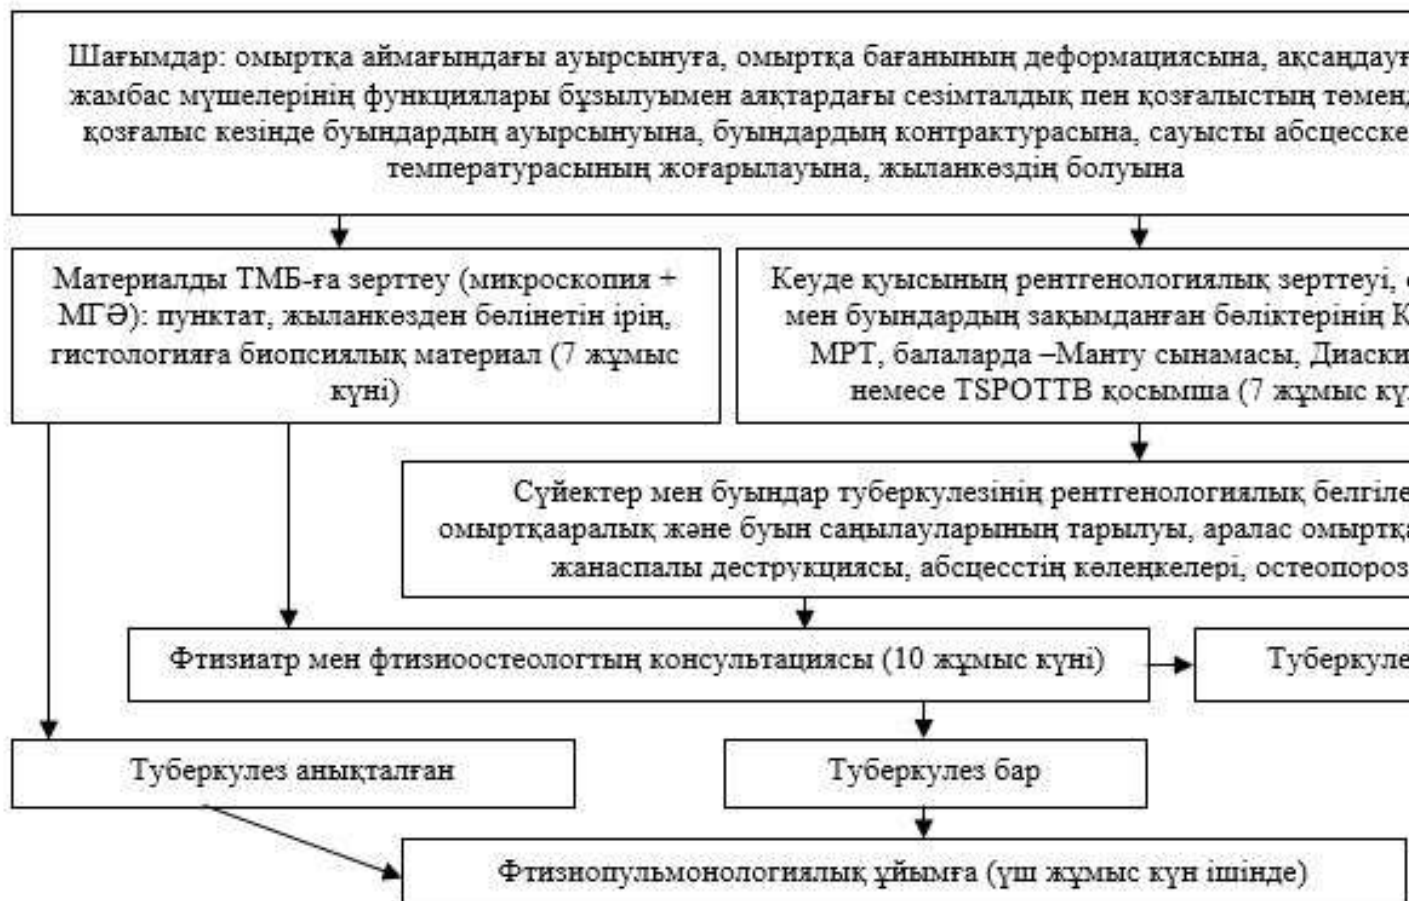 Шағымдар: омыртқа аймағындағы ауырсынуға, омыртқа бағанының деформациясына, ақсаңдауғ
жамбас мүшелерінің функциялары бұзылуымен аяқтардағы сезімталдық пен қозғалыстың төменд
қозғалыс кезінде буындардың ауырсынуына, буындардың контрактурасына, сауысты абсцесске
температурасының жоғарылауына, жыланкөздің болуына
Материалды ТМБ-ға зерттеу (микроскопия +
МГӘ): пунктат, жыланкөзден бөлінетін ірің,
гистологияға биопсиялық материал (7 жұмыс
күні)
Кеуде қуысының рентгенологиялық зерттеуі,
мен буындардың зақымданған бөліктерінің К
МРТ, балаларда –Манту сынамасы, Диаски
немесе TSPOTTB қосымша (7 жұмыс кү
Сүйектер мен буындар туберкулезінің рентгенологиялық белгіле
омыртқааралық және буын саңылауларының тарылуы, аралас омыртқа
жанаспалы деструкциясы, абсцесстің көлеңкелері, остеопороз
Фтизиатр мен фтизиоостеологтың консультациясы (10 жұмыс күні)
Туберкуле
Туберкулез анықталған
Туберкулез бар
Фтизиопульмонологиялық ұйымға (үш жұмыс күн ішінде)